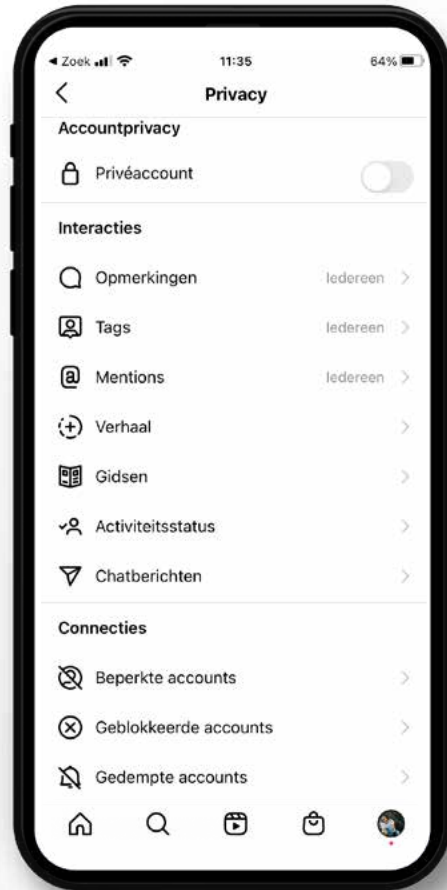 Zoek 11:35 64%
Privacy
Accountprivacy
Privéaccount
Interacties
Opmerkingen Iedereen
Tags Iedereen
Mentions Iedereen
Verhaal
Gidsen
Activiteitsstatus
Chatberichten
Connecties
Beperkte accounts
Geblokkeerde accounts
Gedempte accounts